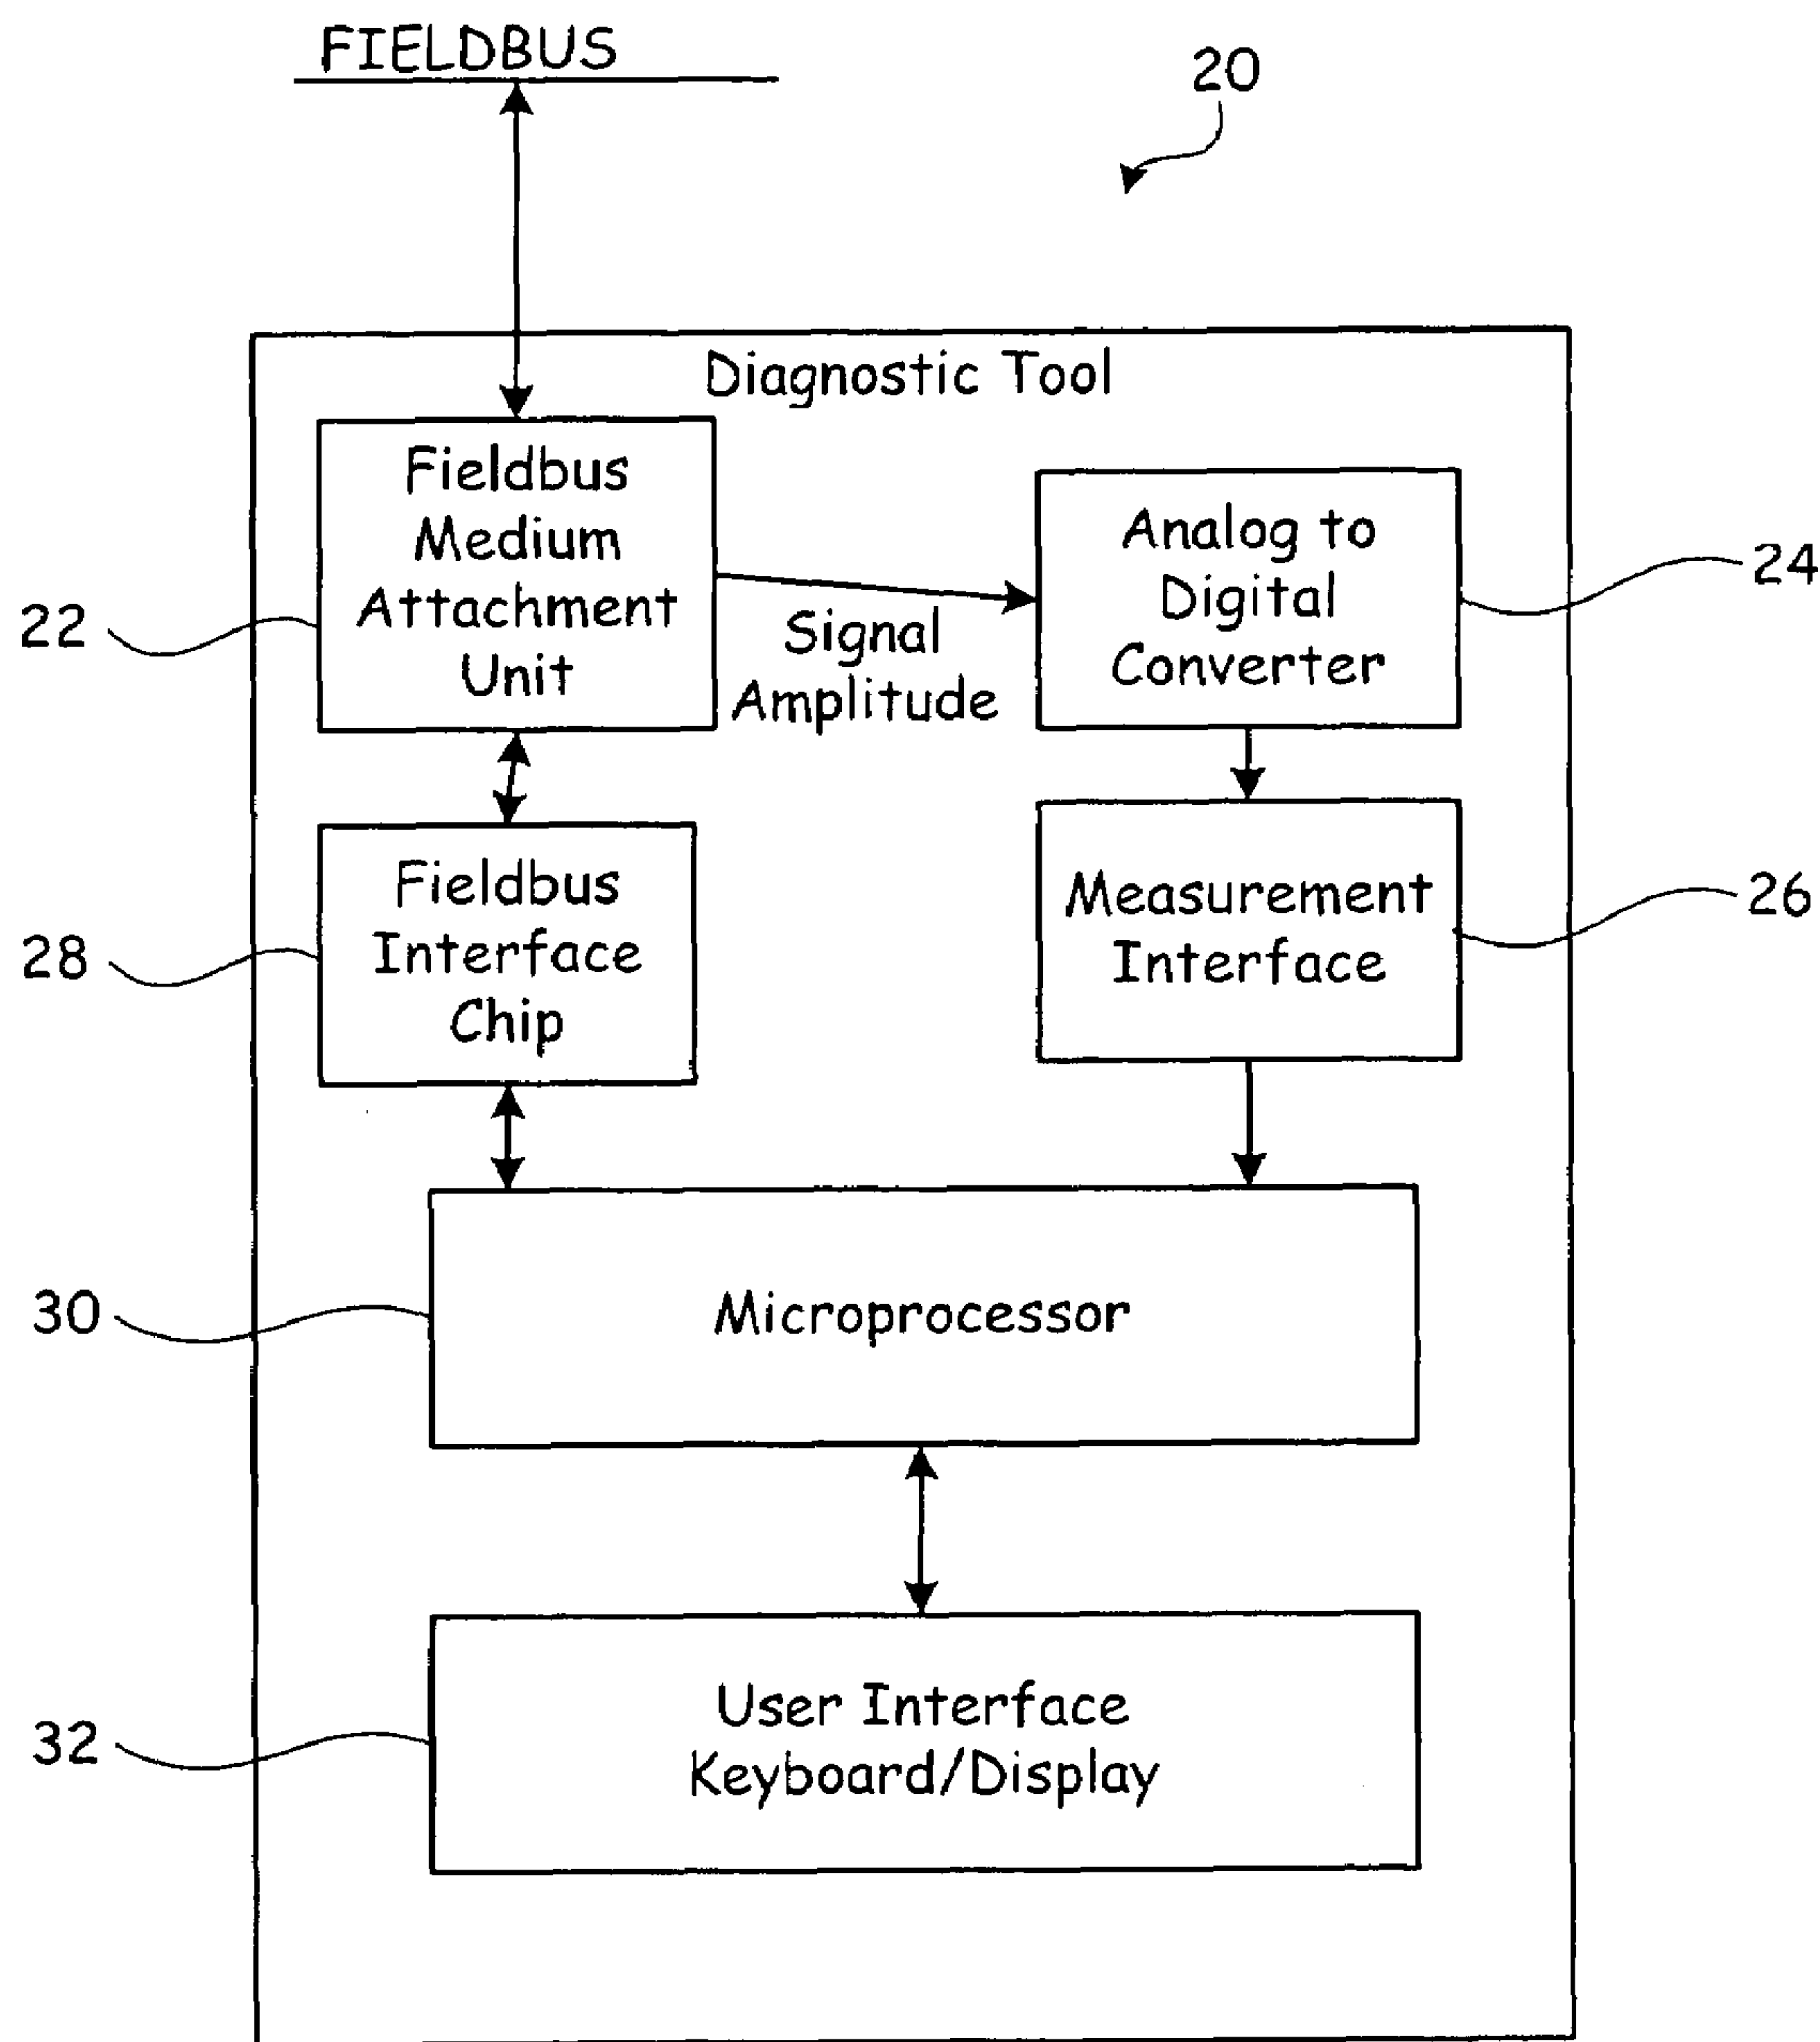 FIELDBUS
20
Diagnostic Tool
Fieldbus
Medium
Attachment
Unit
22
Signal
Amplitude
Analog to
Digital
Converter
24
Fieldbus
Interface
Chip
28
Measurement
Interface
26
Microprocessor
30
User Interface
Keyboard/Display
32